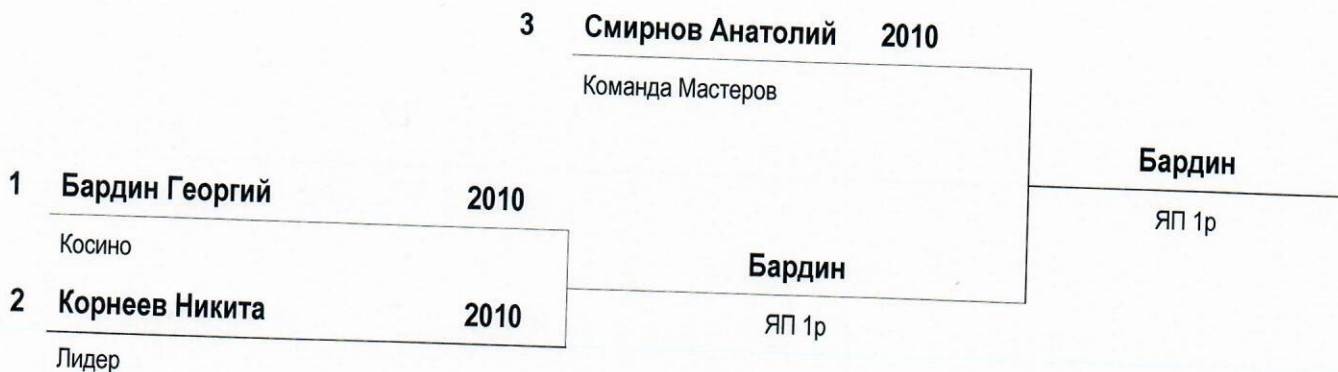 3 Смирнов Анатолий 2010
Команда Мастеров
Бардин
ЯП 1р
1 Бардин Георгий 2010
Косино
Бардин
ЯП 1р
2 Корнеев Никита 2010
Лидер